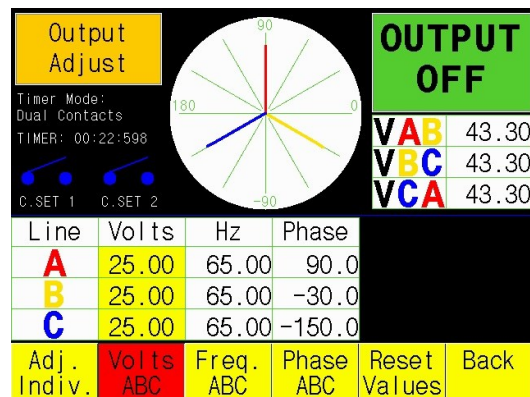 Output
Adjust
90
180
0
-90
OUTPUT
OFF
Timer Mode:
Dual Contacts
TIMER: 00:22:598
C.SET 1 C.SET 2
VAB 43.30
VBC 43.30
VCA 43.30
Line Volts Hz Phase
A 25.00 65.00 90.0
B 25.00 65.00 -30.0
C 25.00 65.00 -150.0
Adj. Indiv.
Volts ABC
Freq. ABC
Phase ABC
Reset Values
Back